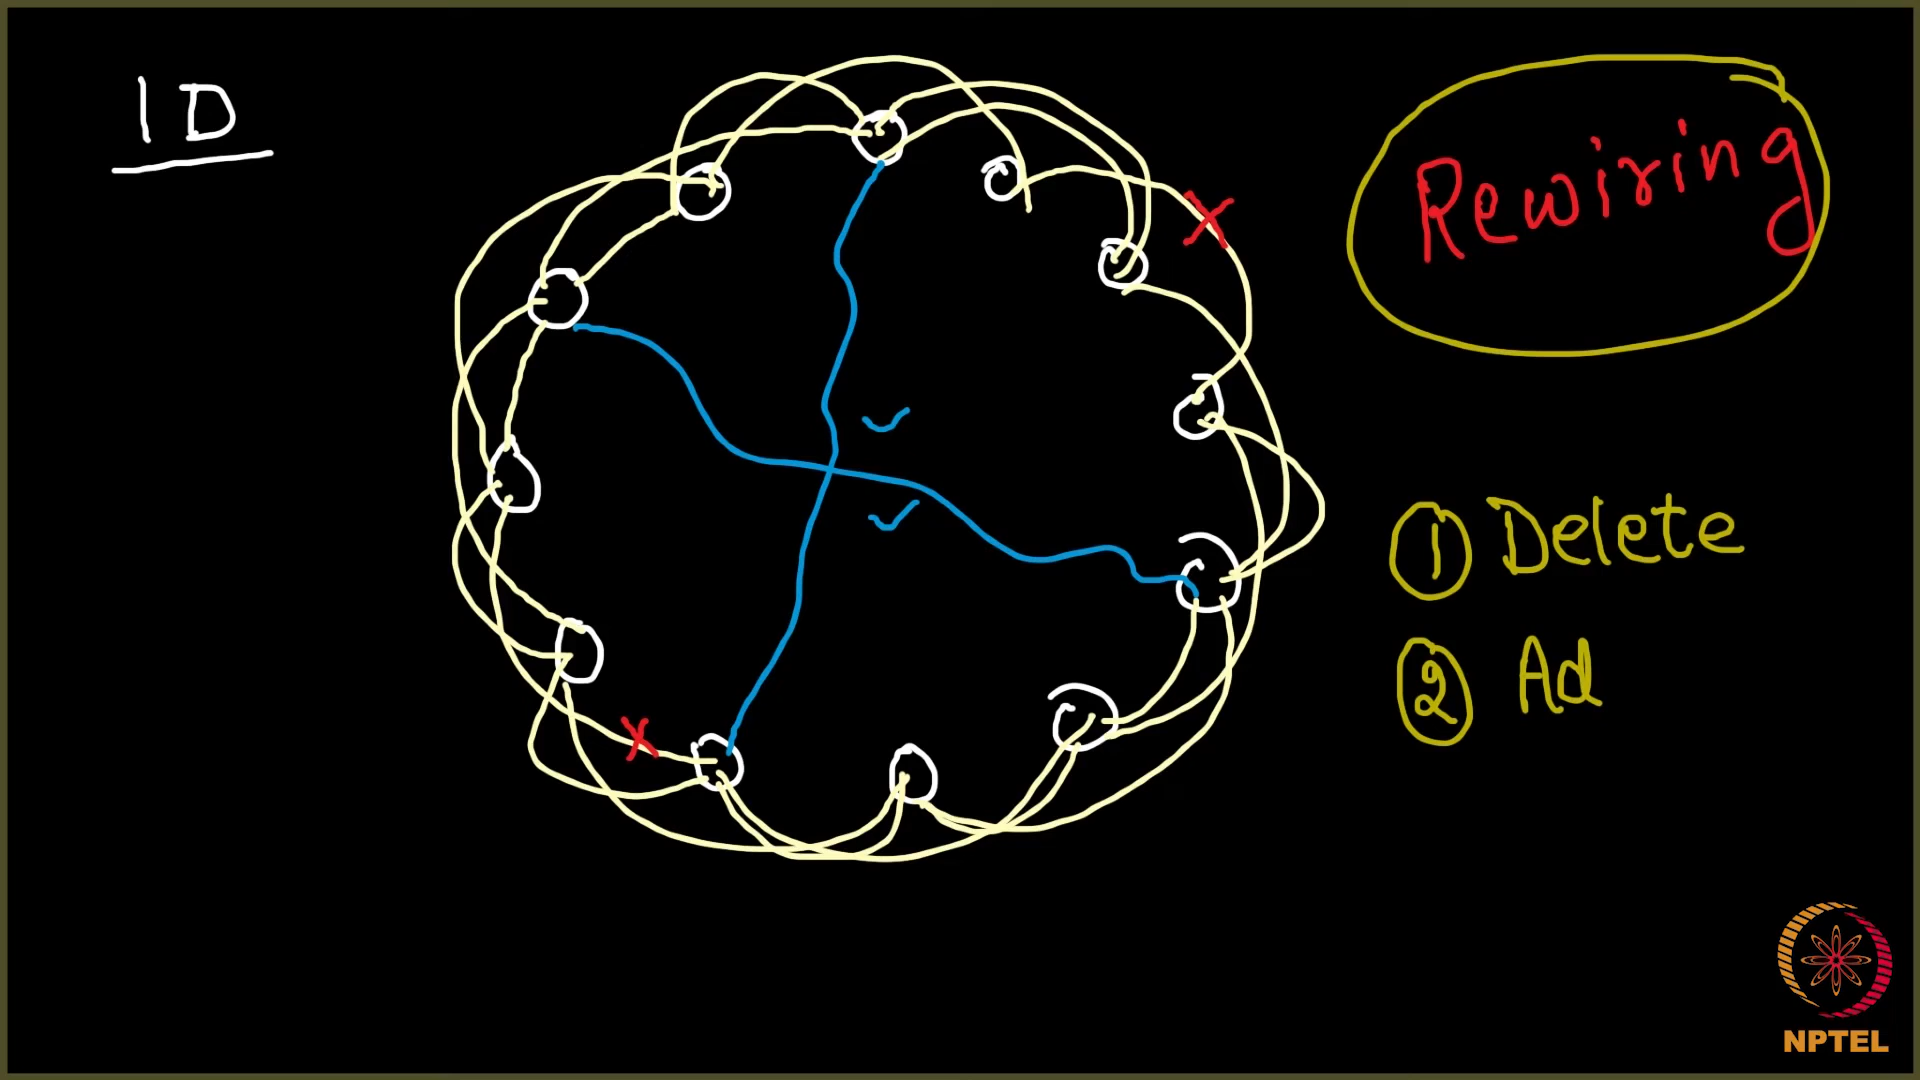 1D
Rewiring
① Delete
② Ad
NPTEL